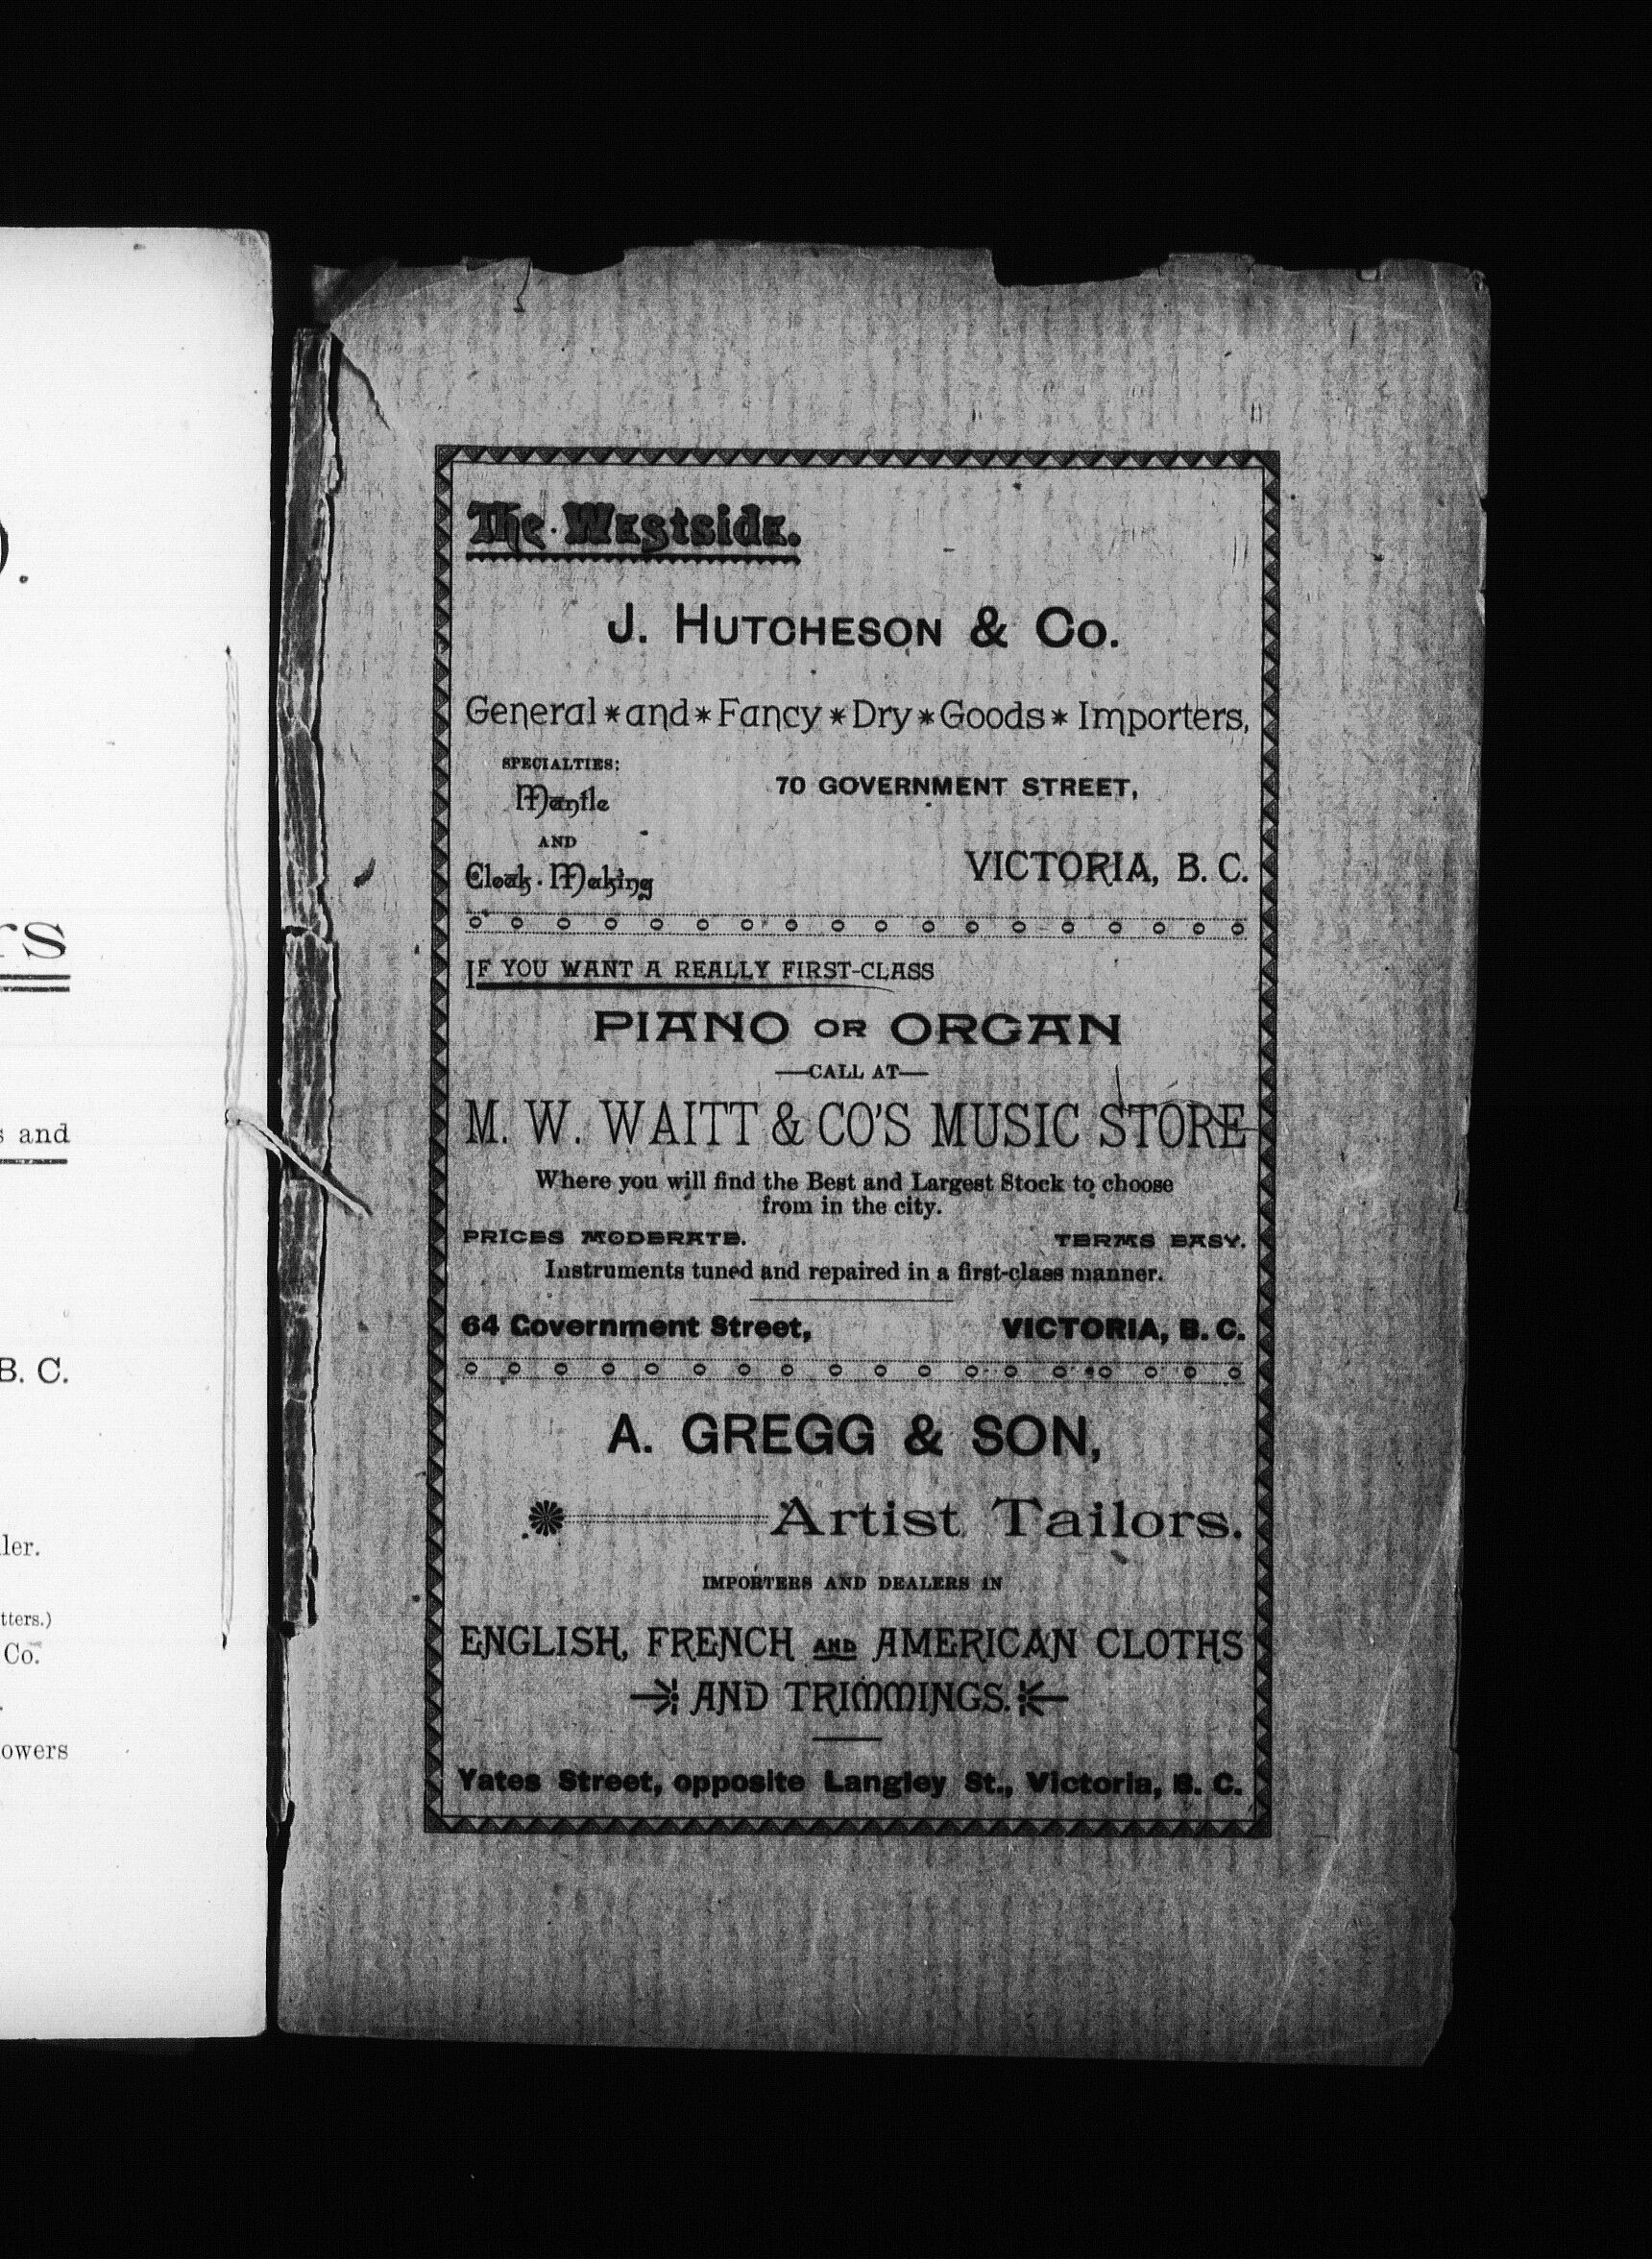 ).
rs
s and
B. C.
ler.
tters.)
Co.
owers
The Westside.
J. HUTCHESON & Co.
General * and * Fancy * Dry * Goods * Importers,
SPECIALTIES:
Mantle
AND
Cloak Making
70 GOVERNMENT STREET,
VICTORIA, B. C.
IF YOU WANT A REALLY FIRST-CLASS
PIANO OR ORGAN
—CALL AT—
M. W. WAITT & CO'S MUSIC STORE
Where you will find the Best and Largest Stock to choose
from in the city.
PRICES MODERATE. TERMS EASY.
Instruments tuned and repaired in a first-class manner.
64 Government Street, VICTORIA, B. C.
A. GREGG & SON,
Artist Tailors.
IMPORTERS AND DEALERS IN
ENGLISH, FRENCH AND AMERICAN CLOTHS
AND TRIMMINGS.
Yates Street, opposite Langley St., Victoria, B. C.